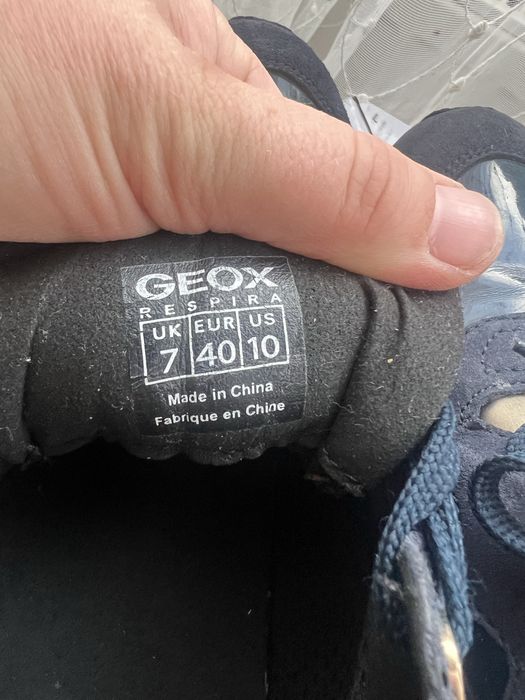 GEOX
RESPIRA
UK EUR US
7 40 10
Made in China
Fabrique en Chine